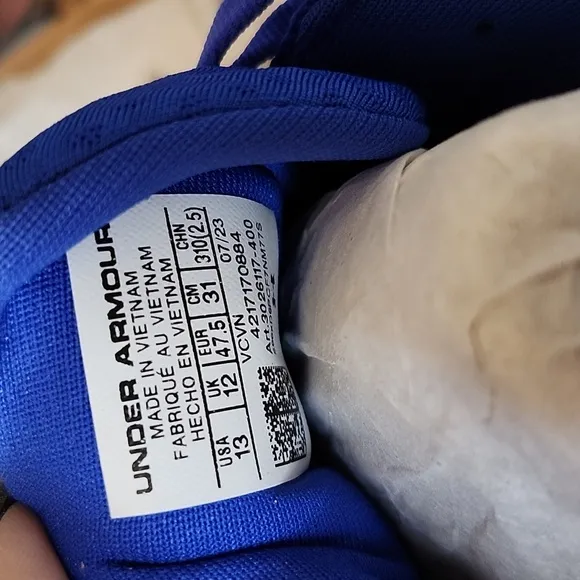 UNDER ARMOUR
MADE IN VIETNAM
FABRIQUÉ AU VIETNAM
HECHO EN VIETNAM
USA UK EUR CM CHN
13 12 47.5 31 310(2.5)
VCVN 07/23
4217170884
Art.3026117-400